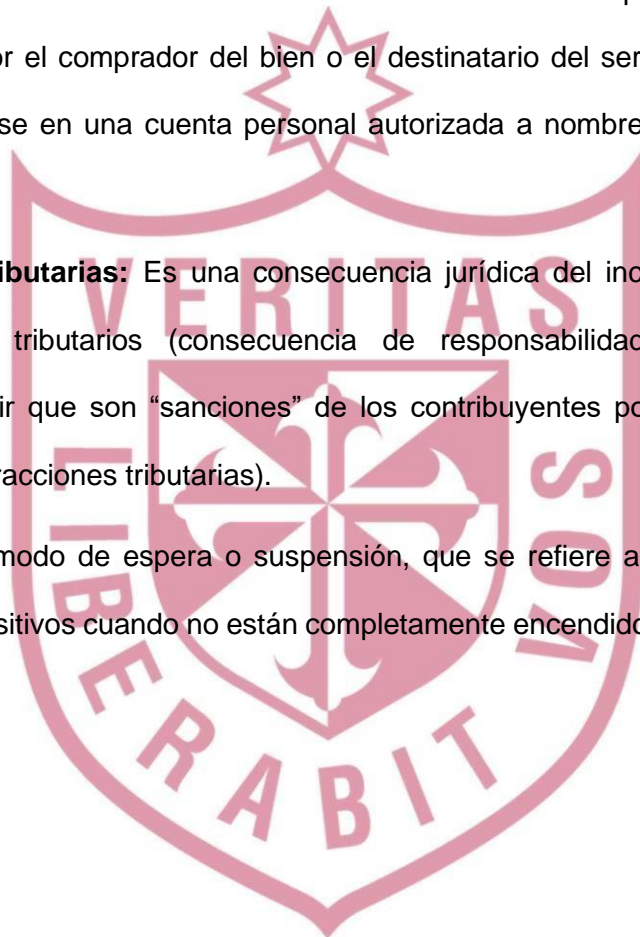 or el comprador del bien o el destinatario del ser
se en una cuenta personal autorizada a nombre
ibutarias: Es una consecuencia jurídica del inc
tributarios (consecuencia de responsabilidad
ir que son “sanciones” de los contribuyentes po
racciones tributarias).
modo de espera o suspensión, que se refiere a
sitivos cuando no están completamente encendido
VERITAS
LIBERABIT
VOS